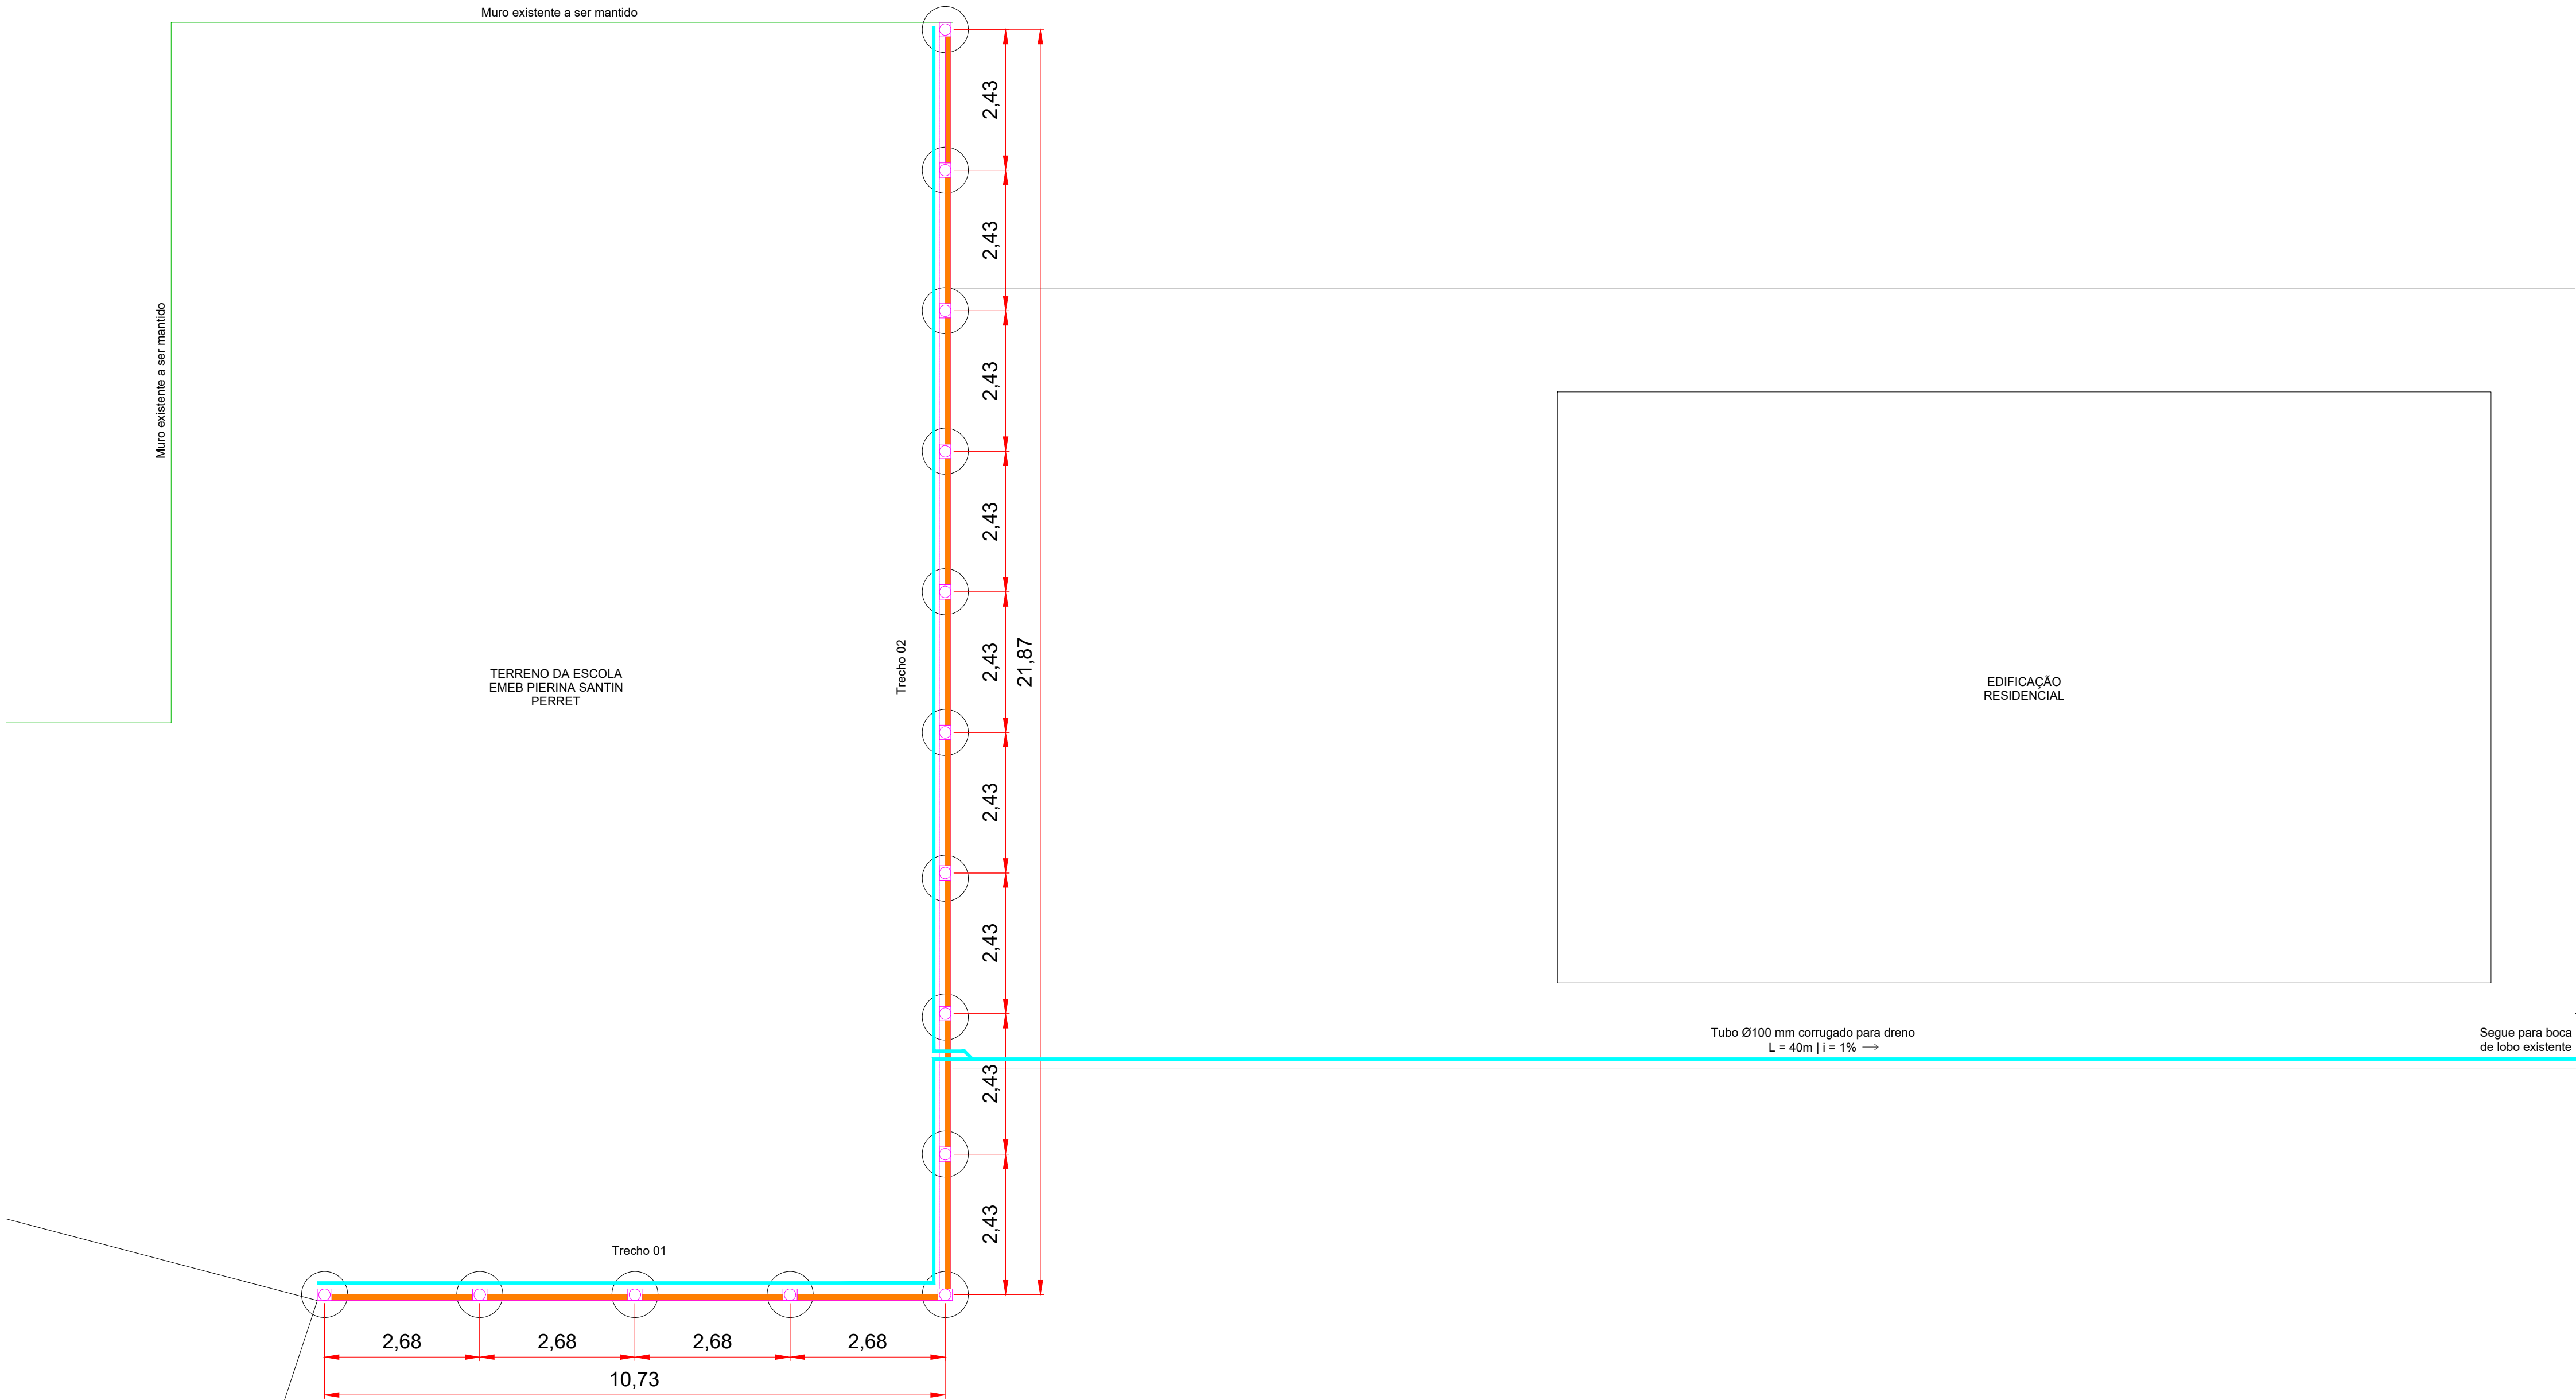 Muro existente a ser mantido
Muro existente a ser mantido
2,43
2,43
2,43
2,43
2,43
2,43
2,43
2,43
2,43
21,87
Trecho 02
TERRENO DA ESCOLA
EMEB PIERINA SANTIN
PERRET
EDIFICAÇÃO
RESIDENCIAL
Tubo Ø100 mm corrugado para dreno
L = 40m | i = 1% →
Segue para boca
de lobo existente
Trecho 01
2,68
2,68
2,68
2,68
10,73